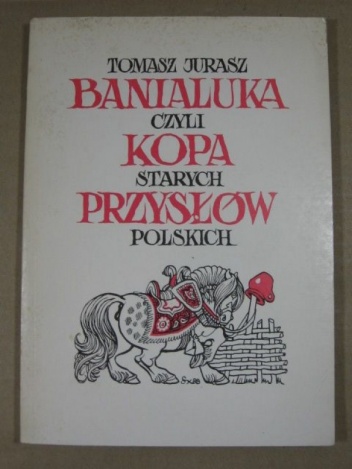 TOMASZ JURASZ
BANIALUKA
CZYLI
KOPA
STARYCH
PRZYSŁÓW
POLSKICH